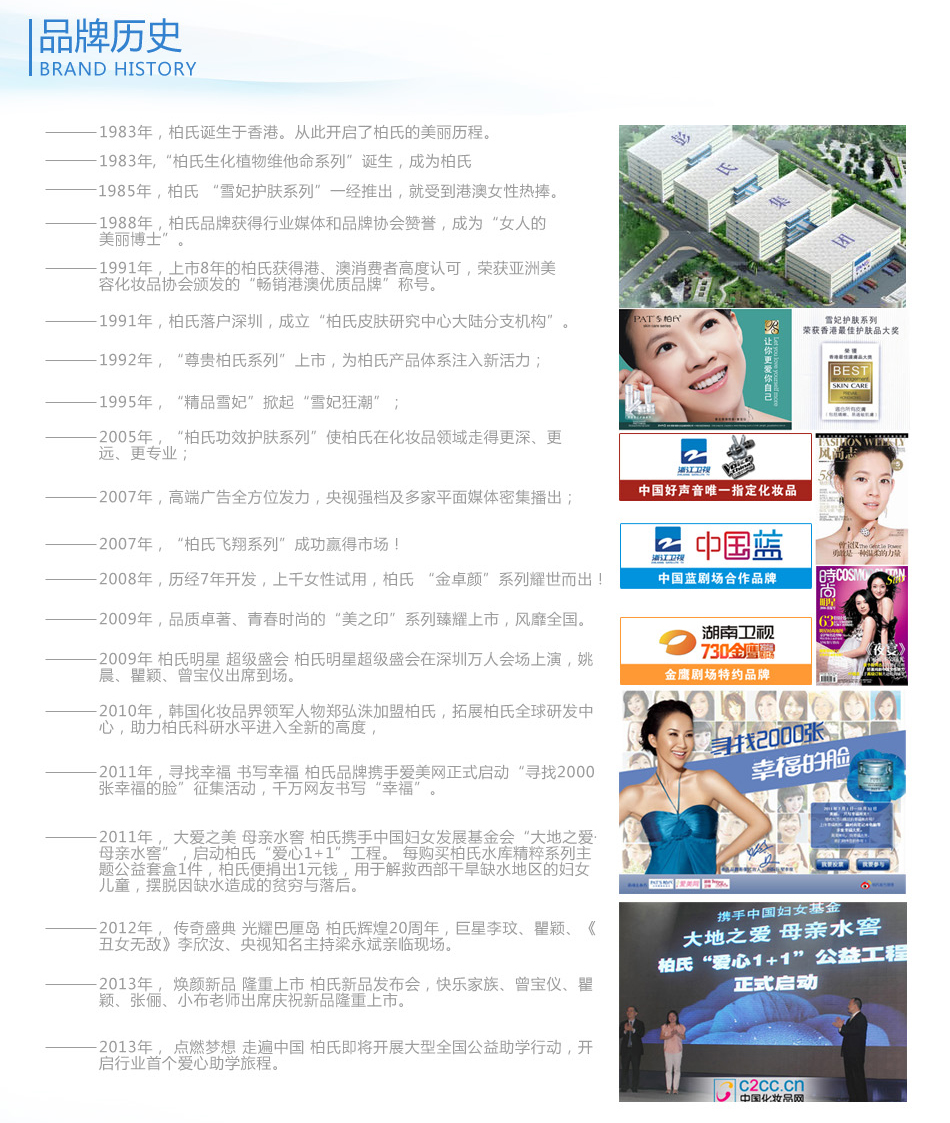 品牌历史
BRAND HISTORY
1983年，柏氏诞生于香港。从此开启了柏氏的美丽历程。
1983年,“柏氏生化植物维他命系列”诞生，成为柏氏
1985年，柏氏 “雪妃护肤系列”一经推出，就受到港澳女性热捧。
1988年，柏氏品牌获得行业媒体和品牌协会赞誉，成为“女人的
美丽博士”。
1991年，上市8年的柏氏获得港、澳消费者高度认可，荣获亚洲美
容化妆品协会颁发的“畅销港澳优质品牌”称号。
1991年，柏氏落户深圳，成立“柏氏皮肤研究中心大陆分支机构”。
1992年，“尊贵柏氏系列”上市，为柏氏产品体系注入新活力；
1995年，“精品雪妃”掀起“雪妃狂潮”；
2005年，“柏氏功效护肤系列”使柏氏在化妆品领域走得更深、更
远、更专业；
2007年，高端广告全方位发力，央视强档及多家平面媒体密集播出；
2007年，“柏氏飞翔系列”成功赢得市场！
2008年，历经7年开发，上千女性试用，柏氏 “金卓颜”系列耀世而出！
2009年，品质卓著、青春时尚的“美之印”系列臻耀上市，风靡全国。
2009年 柏氏明星 超级盛会 柏氏明星超级盛会在深圳万人会场上演，姚
晨、瞿颖、曾宝仪出席到场。
2010年，韩国化妆品界领军人物郑弘洙加盟柏氏，拓展柏氏全球研发中
心，助力柏氏科研水平进入全新的高度，
2011年，寻找幸福 书写幸福 柏氏品牌携手爱美网正式启动“寻找2000
张幸福的脸”征集活动，千万网友书写“幸福”。
2011年， 大爱之美 母亲水窖 柏氏携手中国妇女发展基金会“大地之爱·
母亲水窖”，启动柏氏“爱心1+1”工程。 每购买柏氏水库精粹系列主
题公益套盒1件，柏氏便捐出1元钱，用于解救西部干旱缺水地区的妇女
儿童，摆脱因缺水造成的贫穷与落后。
2012年， 传奇盛典 光耀巴厘岛 柏氏辉煌20周年，巨星李玟、瞿颖、《
丑女无敌》李欣汝、央视知名主持梁永斌亲临现场。
2013年， 焕颜新品 隆重上市 柏氏新品发布会，快乐家族、曾宝仪、瞿
颖、张俪、小布老师出席庆祝新品隆重上市。
2013年， 点燃梦想 走遍中国 柏氏即将开展大型全国公益助学行动，开
启行业首个爱心助学旅程。
彭氏集团
PAT'S柏氏
skin care series
让你更爱你自己
Let you love yourself more
雪妃护肤系列
荣获香港最佳护肤品大奖
荣獲
BEST
SKIN CARE
浙江卫视
中国好声音唯一指定化妆品
FASHION WEEKLY
风尚志
The Gentle Power
勇敢是一种温柔的力量
浙江卫视
中国蓝
中国蓝剧场合作品牌
時尚
COSMOPOLITAN
63
夜宴》
湖南卫视
730金鹰剧场
金鹰剧场特约品牌
寻找2000张
幸福的脸
我要投票
我要参与
携手中国妇女基金
大地之爱 母亲水窖
柏氏“爱心1+1”公益工程
正式启动
c2cc.cn
中国化妆品网